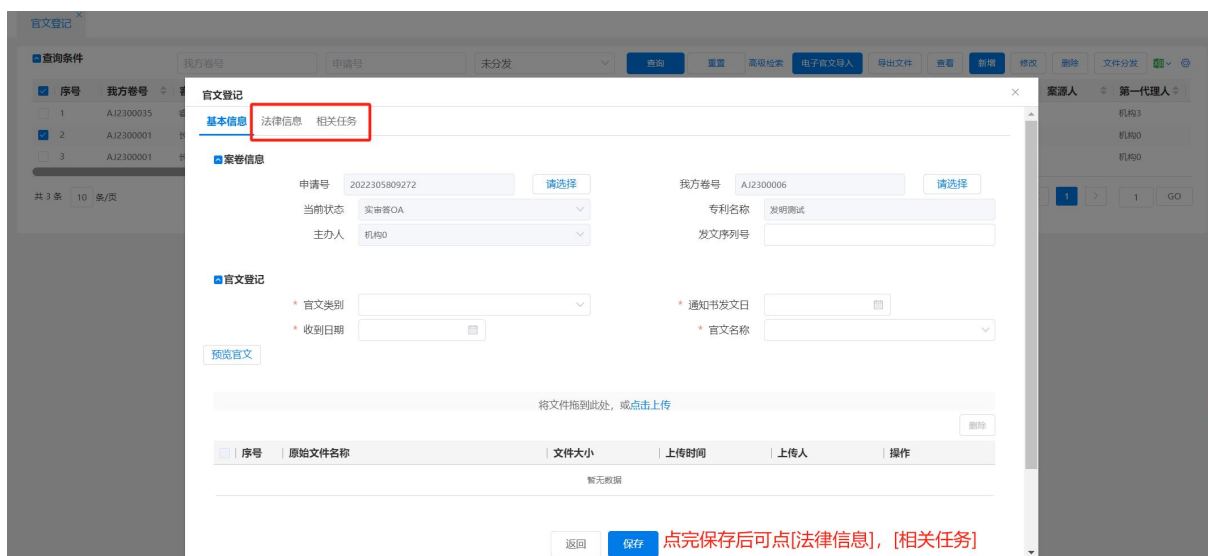 官文登记 ×
查询条件 我方卷号 申请号 未分发 查询 重置 高级检索 电子官文导入 导出文件 查看 新增 修改 删除 文件分发
序号 我方卷号 案源人 第一代理人
1 AJ2300035 机构3
2 AJ2300001 机构0
3 AJ2300001 机构0
共 3 条 10 条/页 1 > 1 GO
官文登记 ×
基本信息 法律信息 相关任务
案卷信息
申请号 2022305809272 请选择 我方卷号 AJ2300006 请选择
当前状态 实审答OA 专利名称 发明测试
主办人 机构0 发文序列号
官文登记
* 官文类别 * 通知书发文日
* 收到日期 * 官文名称
预览官文
将文件拖到此处，或点击上传
删除
序号 原始文件名称 文件大小 上传时间 上传人 操作
暂无数据
返回 保存 点完保存后可点[法律信息]，[相关任务]